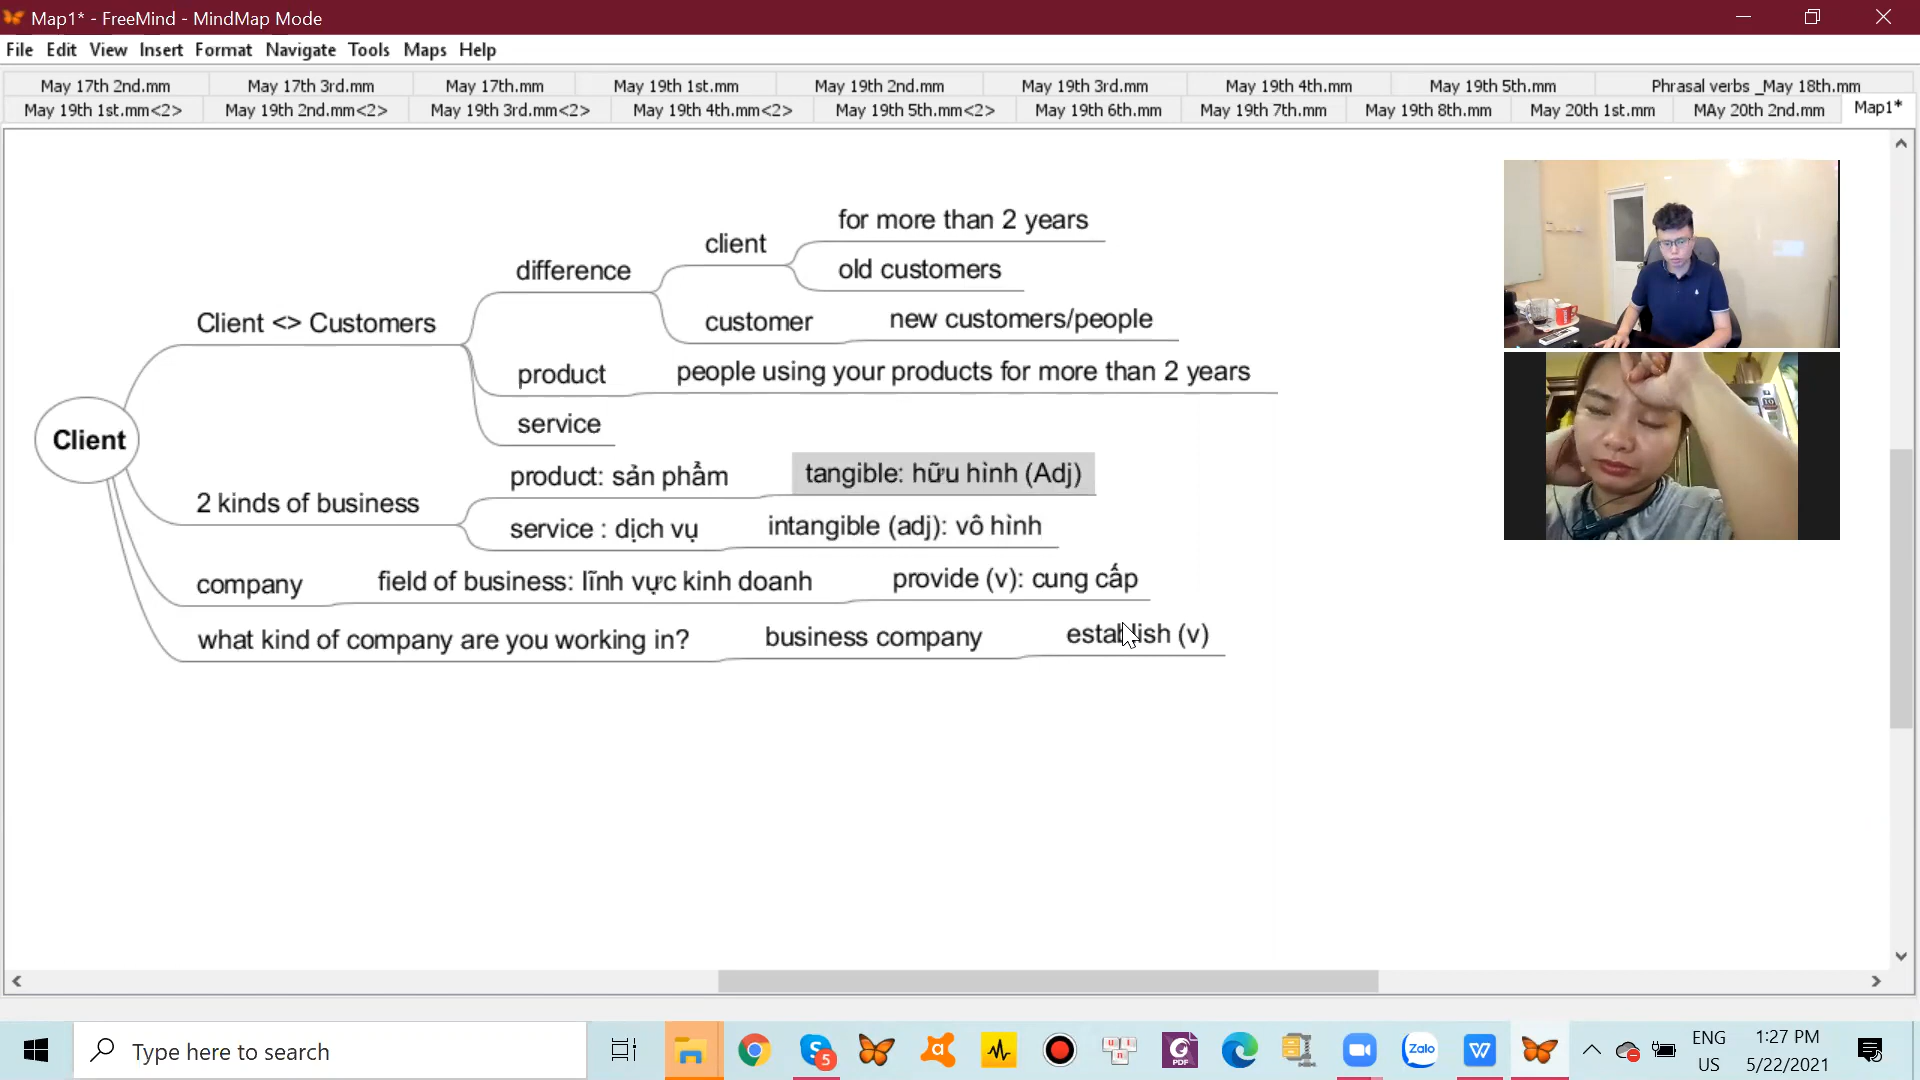 Map1* - FreeMind - MindMap Mode
File Edit View Insert Format Navigate Tools Maps Help
May 17th 2nd.mm May 17th 3rd.mm May 17th.mm May 19th 1st.mm May 19th 2nd.mm May 19th 3rd.mm May 19th 4th.mm May 19th 5th.mm Phrasal verbs _May 18th.mm
May 19th 1st.mm<2> May 19th 2nd.mm<2> May 19th 3rd.mm<2> May 19th 4th.mm<2> May 19th 5th.mm<2> May 19th 6th.mm May 19th 7th.mm May 19th 8th.mm May 20th 1st.mm MAy 20th 2nd.mm Map1*
for more than 2 years
client
old customers
difference
customer new customers/people
Client <> Customers
product people using your products for more than 2 years
service
Client
product: sản phẩm tangible: hữu hình (Adj)
2 kinds of business
service : dịch vụ intangible (adj): vô hình
company field of business: lĩnh vực kinh doanh provide (v): cung cấp
what kind of company are you working in? business company establish (v)
Type here to search
5
PDF
Zalo
ENG
US
1:27 PM
5/22/2021